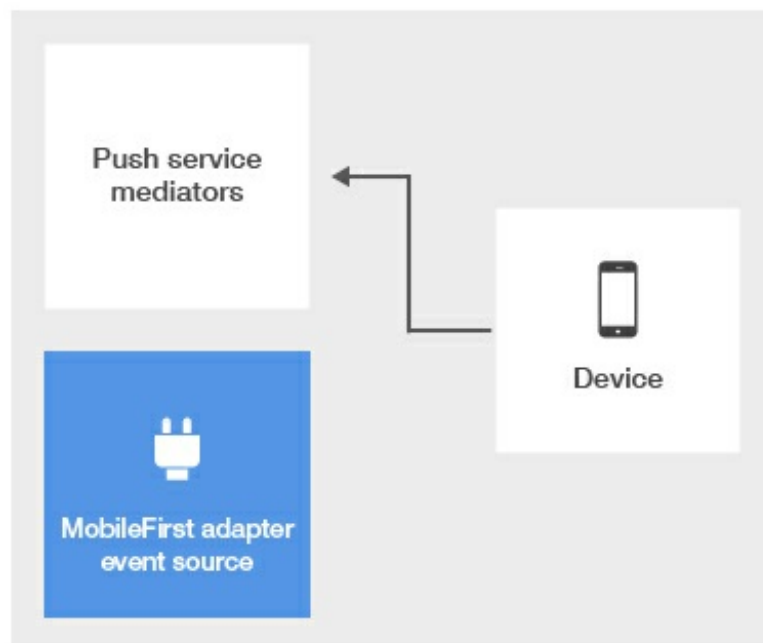 Push service
mediators
Device
MobileFirst adapter
event source